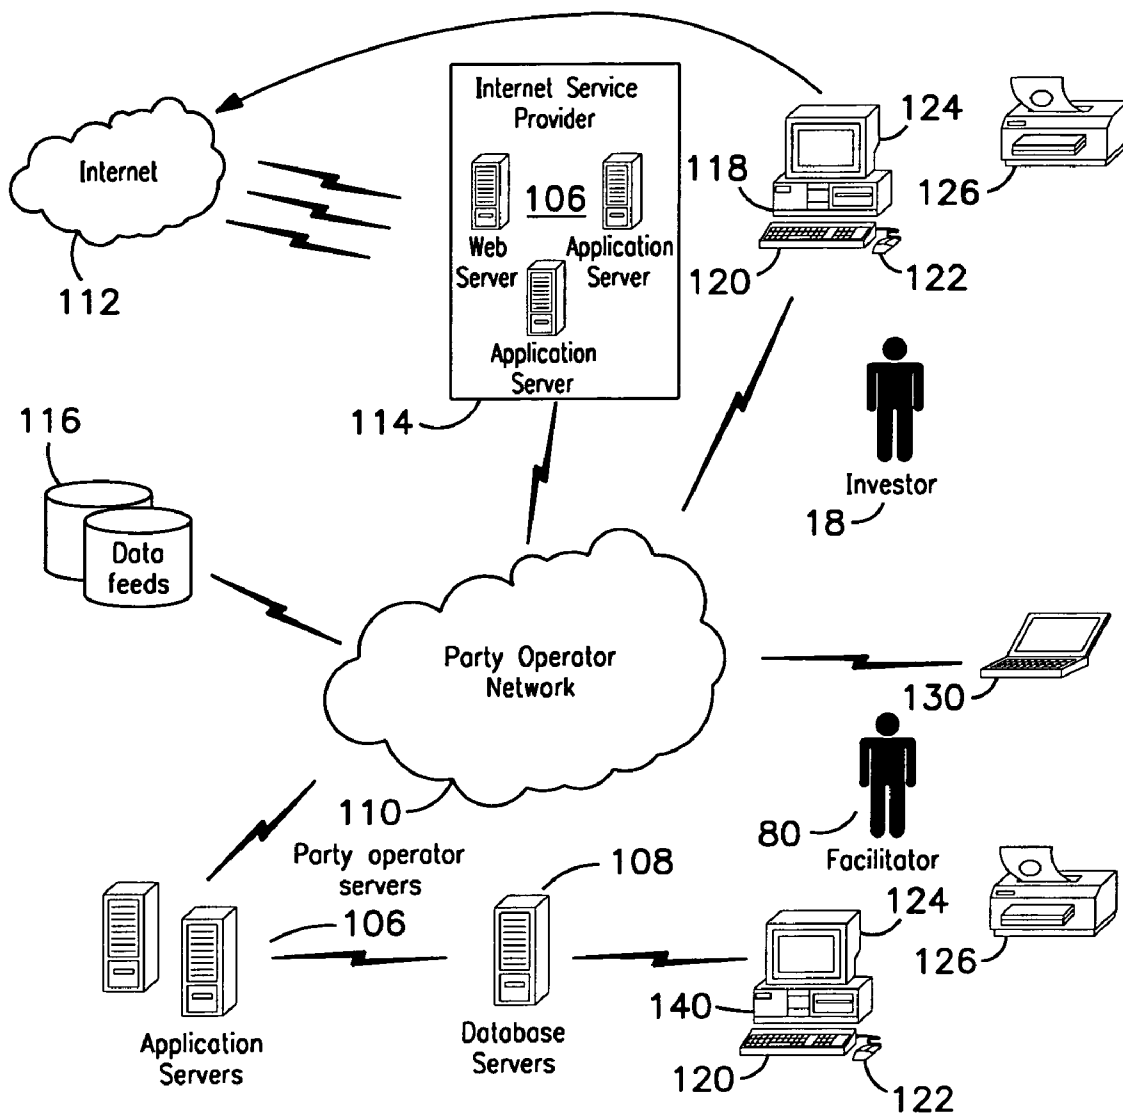 Internet Service
Provider
124
Internet
118
106
126
Web
Server
Application
Server
120
122
112
Application
Server
114
116
Investor
18
Data
feeds
Party Operator
Network
130
110
80
Facilitator
Party operator
servers
108
106
124
126
140
Application
Servers
Database
Servers
120
122